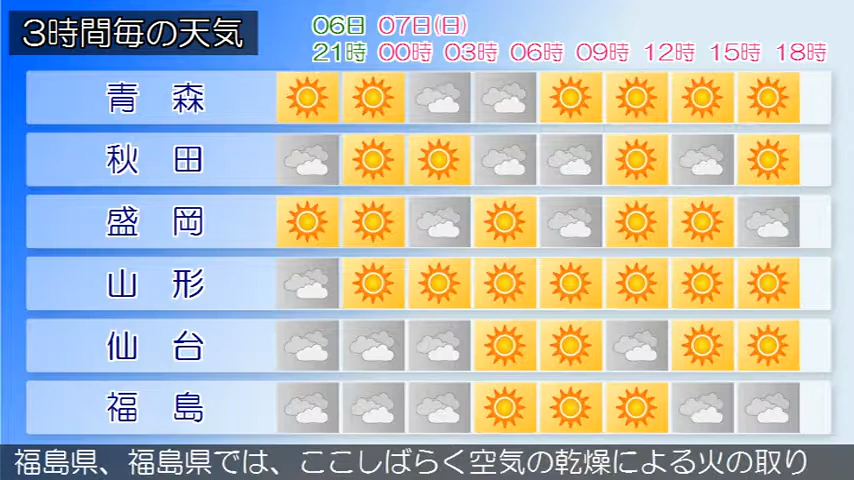 3時間毎の天気
06日 07日(日)
21時 00時 03時 06時 09時 12時 15時 18時
青 森
秋 田
盛 岡
山 形
仙 台
福 島
福島県、福島県では、ここしばらく空気の乾燥による火の取り